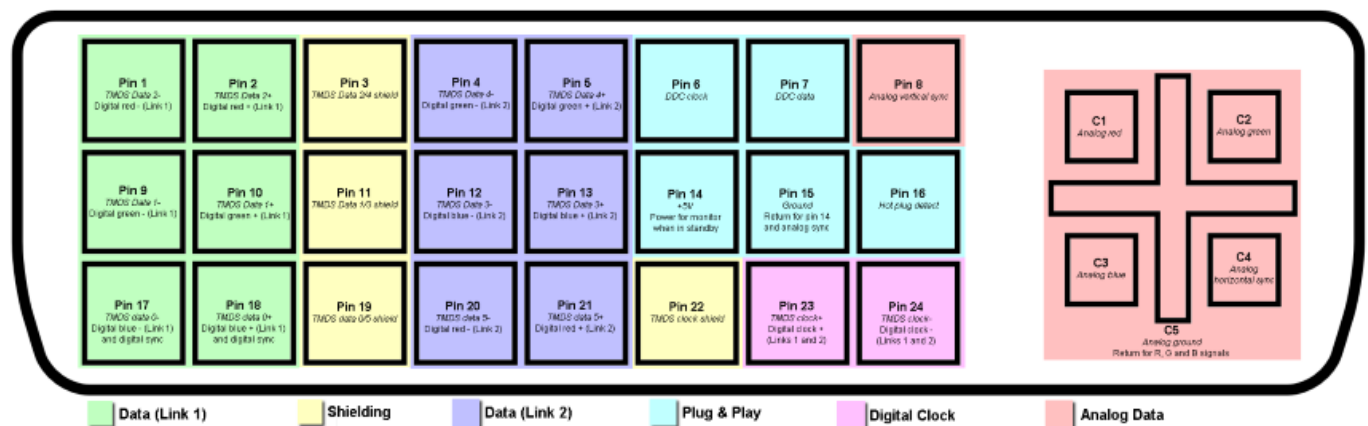 Pin 1
TMDS Data 2-
Digital red - (Link 1)
Pin 2
TMDS Data 2+
Digital red + (Link 1)
Pin 3
TMDS Data 2/4 shield
Pin 4
TMDS Data 4-
Digital green - (Link 2)
Pin 5
TMDS Data 4+
Digital green + (Link 2)
Pin 6
DDC clock
Pin 7
DDC data
Pin 8
Analog vertical sync
Pin 9
TMDS Data 1-
Digital green - (Link 1)
Pin 10
TMDS Data 1+
Digital green + (Link 1)
Pin 11
TMDS Data 1/3 shield
Pin 12
TMDS Data 3-
Digital blue - (Link 2)
Pin 13
TMDS Data 3+
Digital blue + (Link 2)
Pin 14
+5V
Power for monitor
when in standby
Pin 15
Ground
Return for pin 14
and analog sync
Pin 16
Hot plug detect
Pin 17
TMDS data 0-
Digital blue - (Link 1)
and digital sync
Pin 18
TMDS data 0+
Digital blue + (Link 1)
and digital sync
Pin 19
TMDS data 0/5 shield
Pin 20
TMDS data 5-
Digital red - (Link 2)
Pin 21
TMDS data 5+
Digital red + (Link 2)
Pin 22
TMDS clock shield
Pin 23
TMDS clock+
Digital clock +
(Links 1 and 2)
Pin 24
TMDS clock-
Digital clock -
(Links 1 and 2)
C1
Analog red
C2
Analog green
C3
Analog blue
C4
Analog
horizontal sync
C5
Analog ground
Return for R, G and B signals
Data (Link 1)
Shielding
Data (Link 2)
Plug & Play
Digital Clock
Analog Data